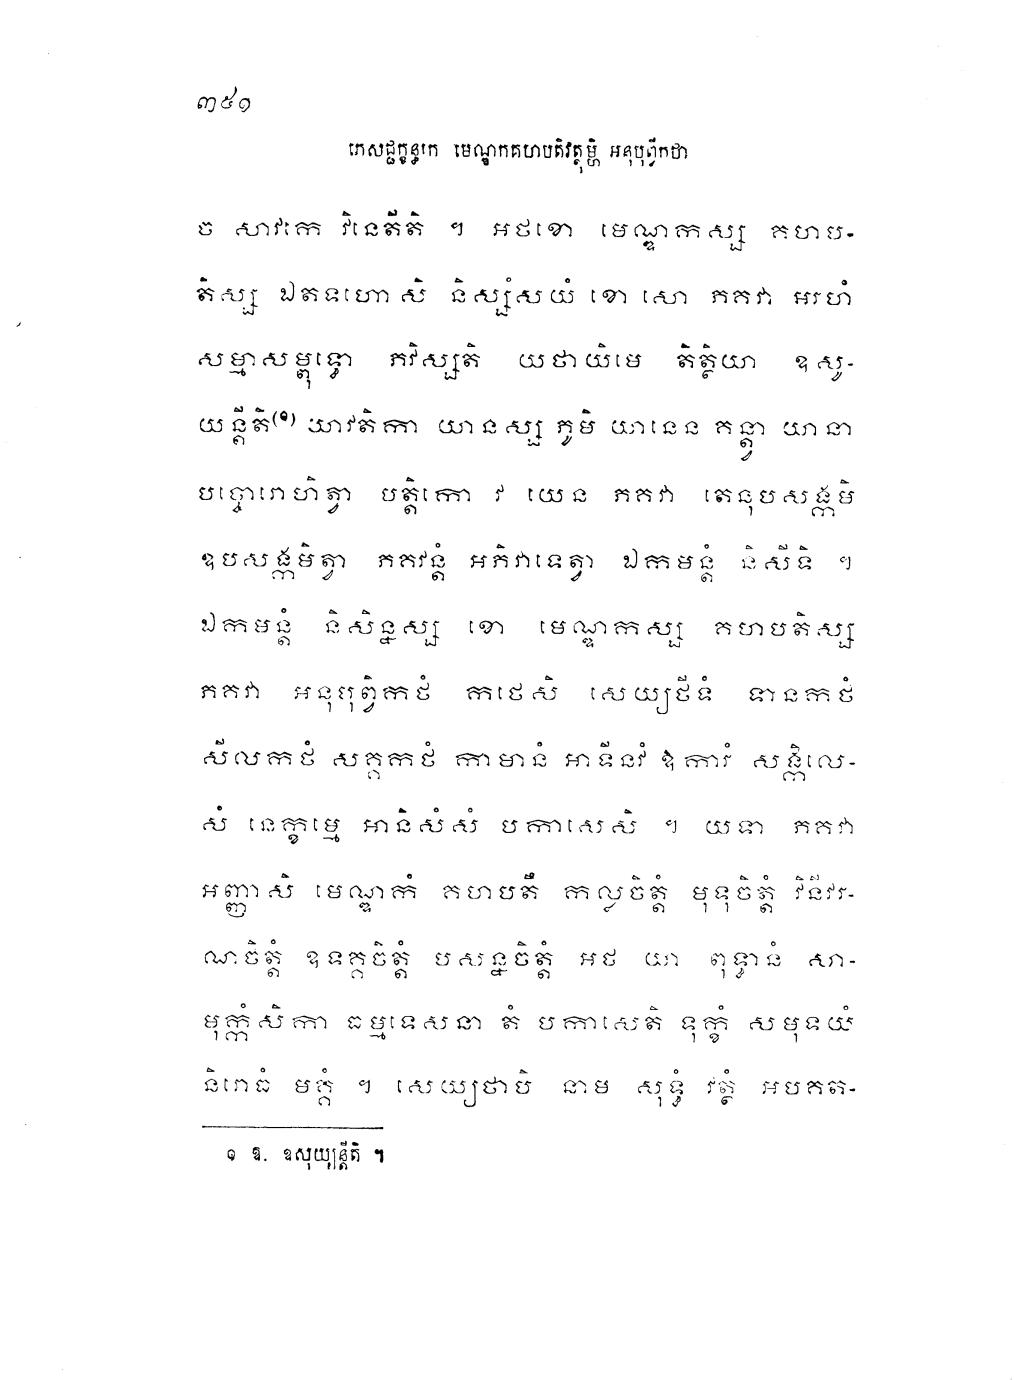 ៣៥១
ភេសជ្ជក្ខន្ធកេ មេណ្ឌកគហបតិវត្ថុម្ហិ អនុបុព្វីកថា
ច សាវកេ វិនេតីតិ ។ អថខោ មេណ្ឌកស្ស គហប-
តិស្ស ឯតទហោសិ និស្សំសយំ ខោ សោ ភគវា អរហំ
សម្មាសម្ពុទ្ធោ ភវិស្សតិ យថាយិមេ តិត្ថិយា ឧសូ-
យន្តីតិ(១) យាវតិកា យានស្ស ភូមិ យានេន គន្ត្វា យានា
បច្ចោរោហិត្វា បត្តិកោ វ យេន ភគវា តេនុបសង្កមិ
ឧបសង្កមិត្វា ភគវន្តំ អភិវាទេត្វា ឯកមន្តំ និសីទិ ។
ឯកមន្តំ និសិន្នស្ស ខោ មេណ្ឌកស្ស គហបតិស្ស
ភគវា អនុបុព្វិកថំ កថេសិ សេយ្យថីទំ ទានកថំ
សីលកថំ សគ្គកថំ កាមានំ អាទីនវំ ឱការំ សង្កិលេ-
សំ នេក្ខម្មេ អានិសំសំ បកាសេសិ ។ យទា ភគវា
អញ្ញាសិ មេណ្ឌកំ គហបតឹ កល្លចិត្តំ មុទុចិត្តំ វិនីវរ-
ណចិត្តំ ឧទគ្គចិត្តំ បសន្នចិត្តំ អថ យា ពុទ្ធានំ សា-
មុក្កំសិកា ធម្មទេសនា តំ បកាសេតិ ទុក្ខំ សមុទយំ
និរោធំ មគ្គំ ។ សេយ្យថាបិ នាម សុទ្ធំ វត្ថំ អបគត-
១ ឱ. ឧសុយ្យន្តីតិ ។